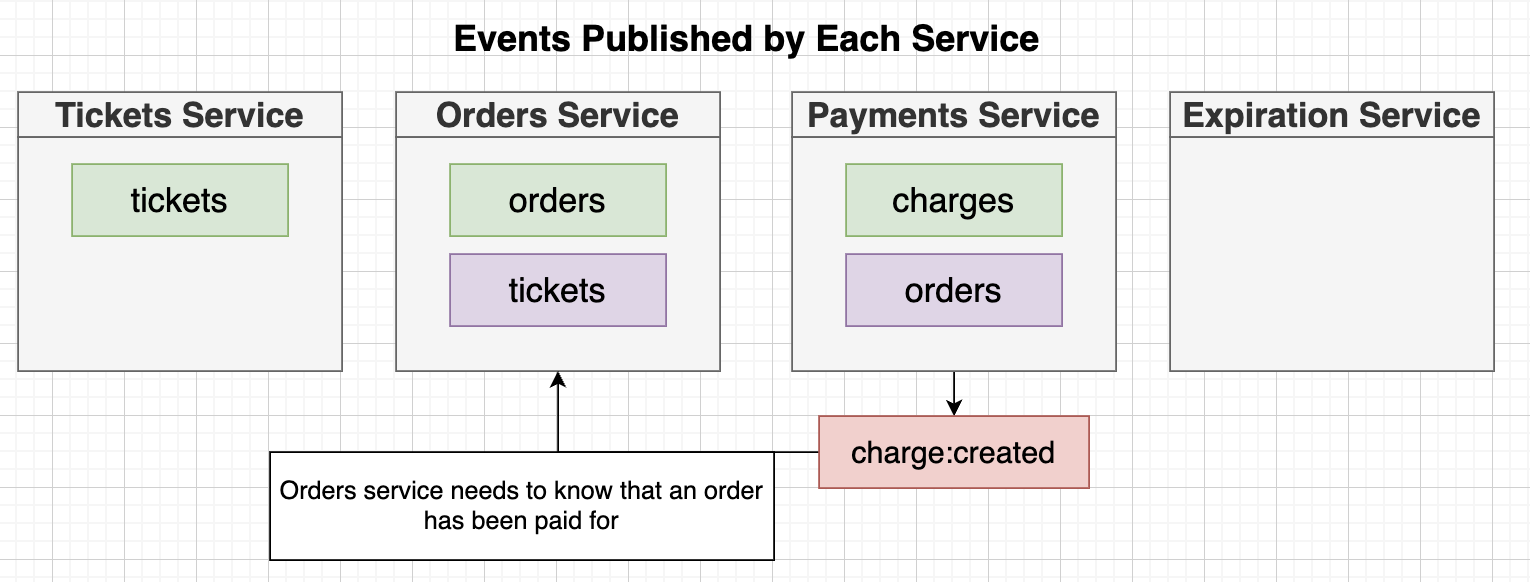 Events Published by Each Service
Tickets Service
tickets
Orders Service
orders
tickets
Payments Service
charges
orders
Expiration Service
charge:created
Orders service needs to know that an order
has been paid for